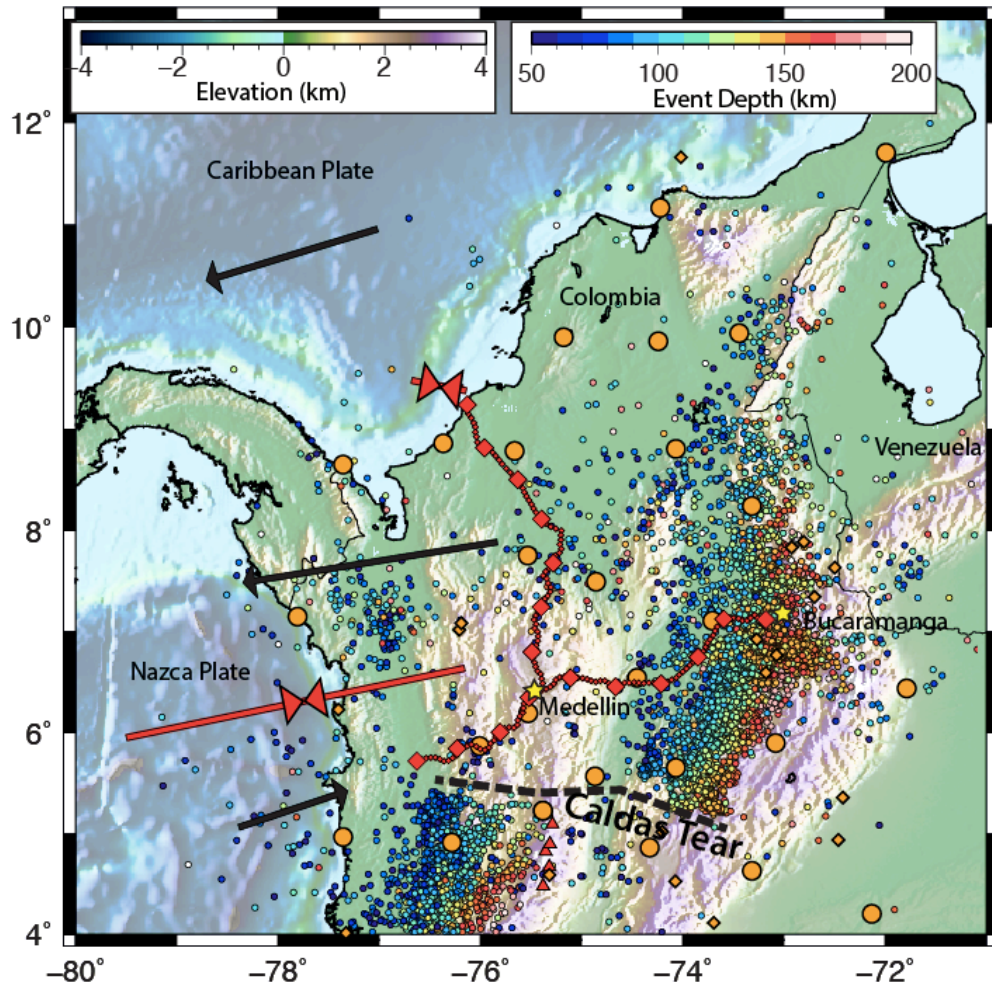 −4 −2 0 2 4
Elevation (km)
50 100 150 200
Event Depth (km)
12°
Caribbean Plate
Colombia
10°
Venezuela
8°
Bucaramanga
Nazca Plate
Medellin
6°
Caldas Tear
4°
−80° −78° −76° −74° −72°